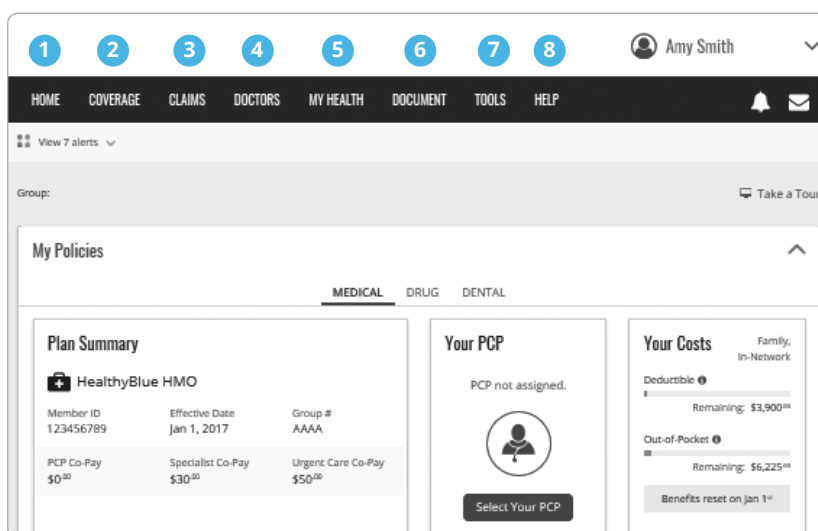 1 2 3 4 5 6 7 8 Amy Smith
HOME COVERAGE CLAIMS DOCTORS MY HEALTH DOCUMENT TOOLS HELP
View 7 alerts
Group: Take a Tour
My Policies
MEDICAL DRUG DENTAL
Plan Summary
HealthyBlue HMO
Member ID Effective Date Group #
123456789 Jan 1, 2017 AAAA
PCP Co-Pay Specialist Co-Pay Urgent Care Co-Pay
$0.00 $30.00 $50.00
Your PCP
PCP not assigned.
Select Your PCP
Your Costs Family,
In-Network
Deductible
Remaining: $3,900.00
Out-of-Pocket
Remaining: $6,225.00
Benefits reset on Jan 1st